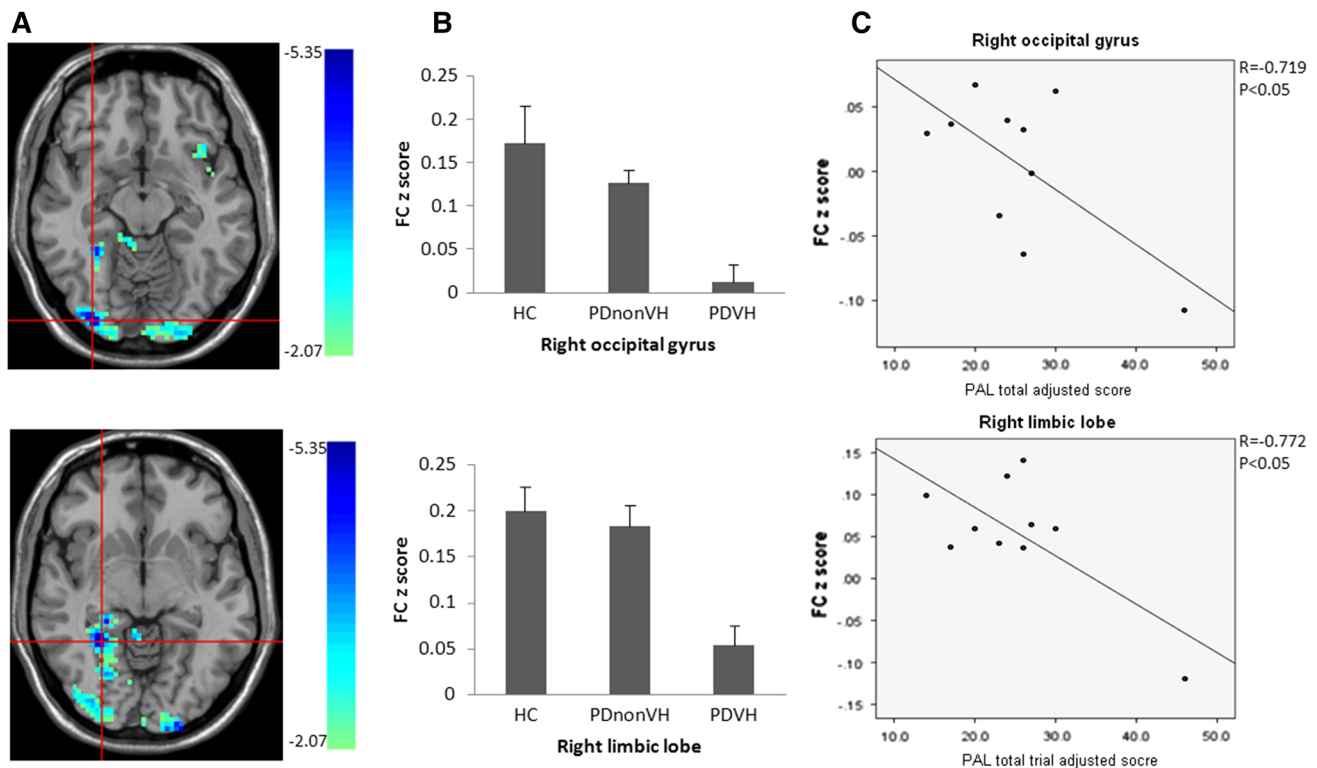 A
B
C
-5.35
-2.07
0.25
0.2
0.15
0.1
0.05
0
FC z score
HC PDnonVH PDVH
Right occipital gyrus
Right occipital gyrus
R=-0.719
P<0.05
.05
.00
-.05
-.10
FC z score
10.0 20.0 30.0 40.0 50.0
PAL total adjusted score
-5.35
-2.07
0.25
0.2
0.15
0.1
0.05
0
FC z score
HC PDnonVH PDVH
Right limbic lobe
Right limbic lobe
R=-0.772
P<0.05
.15
.10
.05
.00
-.05
-.10
-.15
FC z score
10.0 20.0 30.0 40.0 50.0
PAL total trial adjusted socre